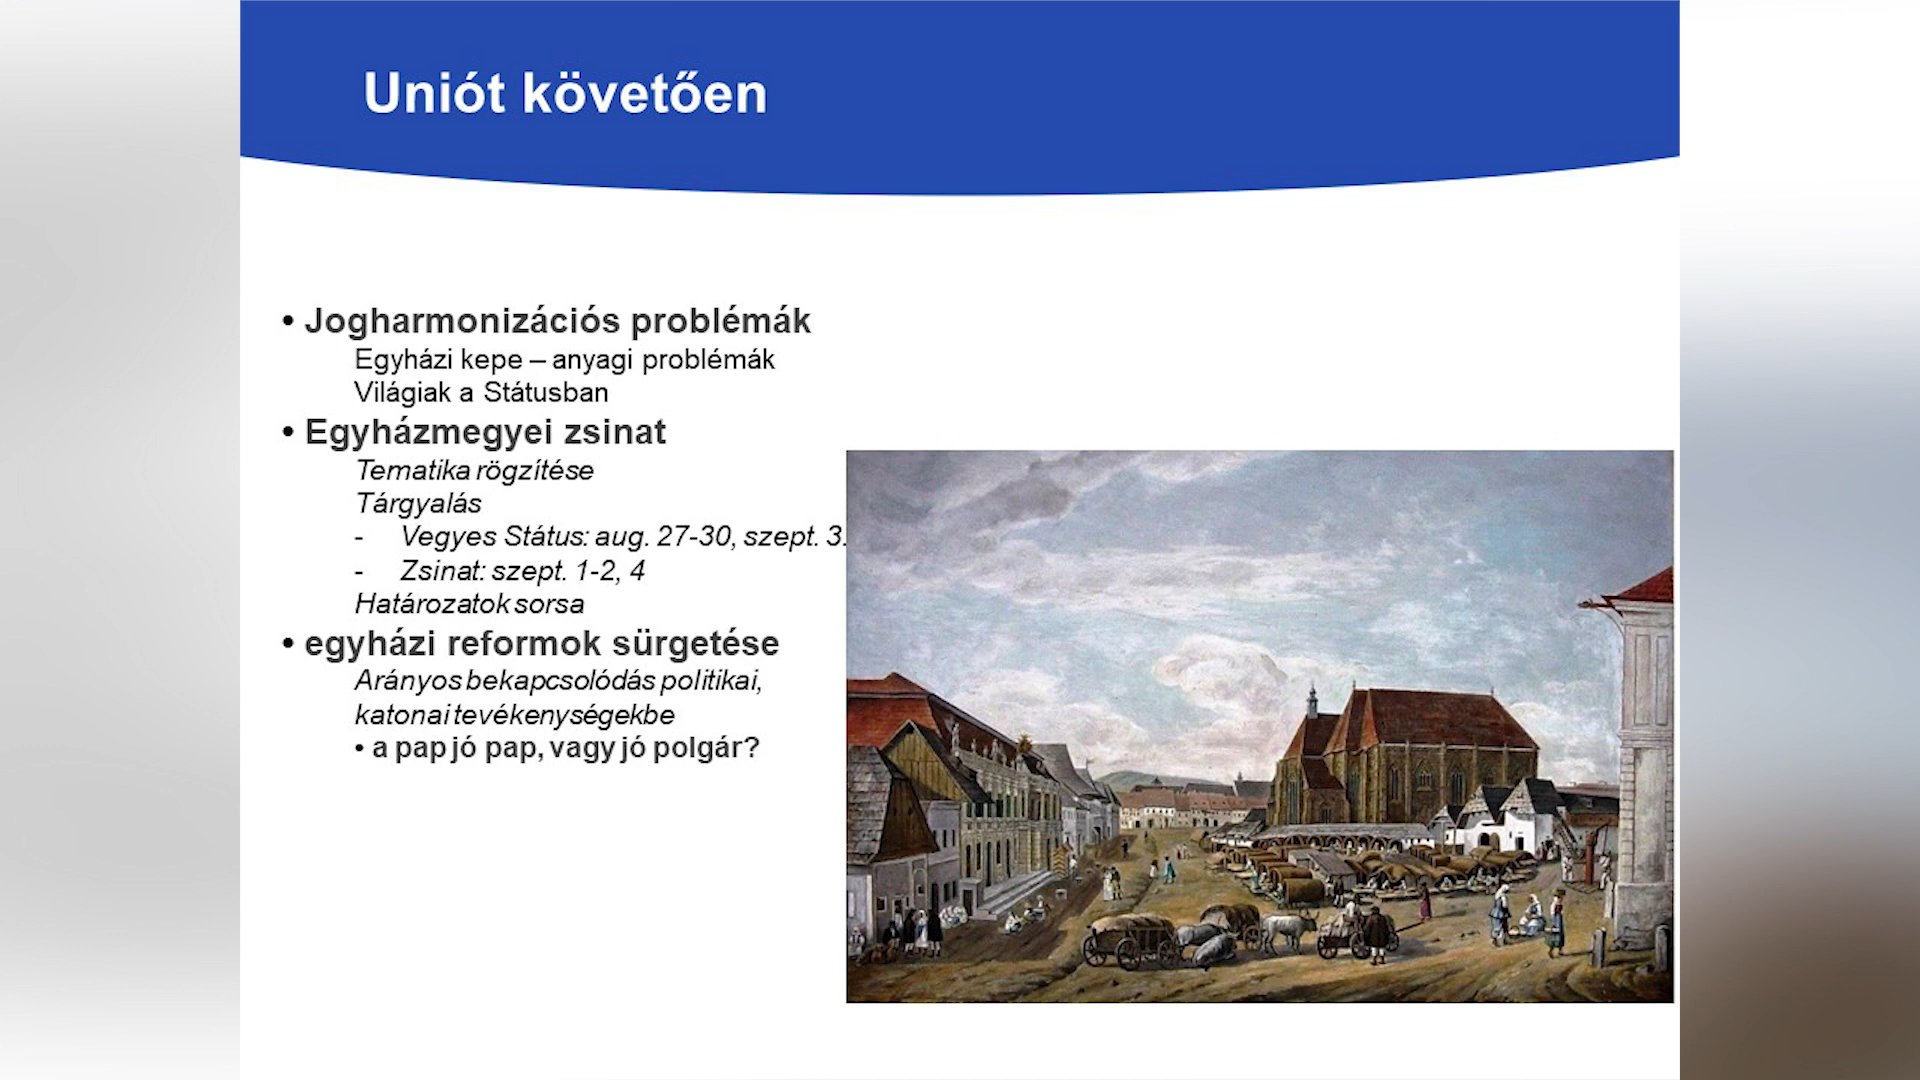 Uniót követően
• Jogharmonizációs problémák
Egyházi kepe – anyagi problémák
Világiak a Státusban
• Egyházmegyei zsinat
Tematika rögzítése
Tárgyalás
- Vegyes Státus: aug. 27-30, szept. 3.
- Zsinat: szept. 1-2, 4
Határozatok sorsa
• egyházi reformok sürgetése
Arányos bekapcsolódás politikai,
katonai tevékenységekbe
• a pap jó pap, vagy jó polgár?